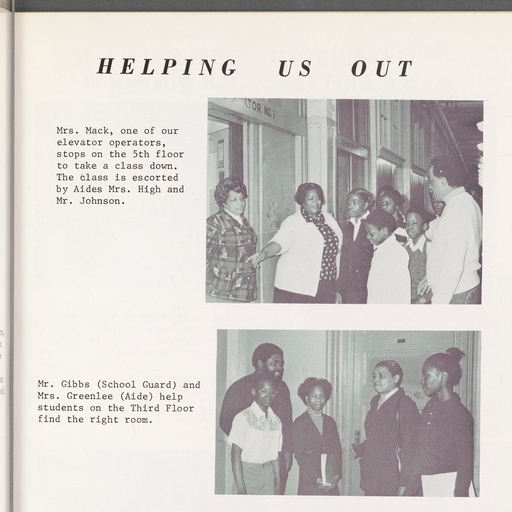 HELPING US OUT
Mrs. Mack, one of our
elevator operators,
stops on the 5th floor
to take a class down.
The class is escorted
by Aides Mrs. High and
Mr. Johnson.
TOR NO.
Mr. Gibbs (School Guard) and
Mrs. Greenlee (Aide) help
students on the Third Floor
find the right room.